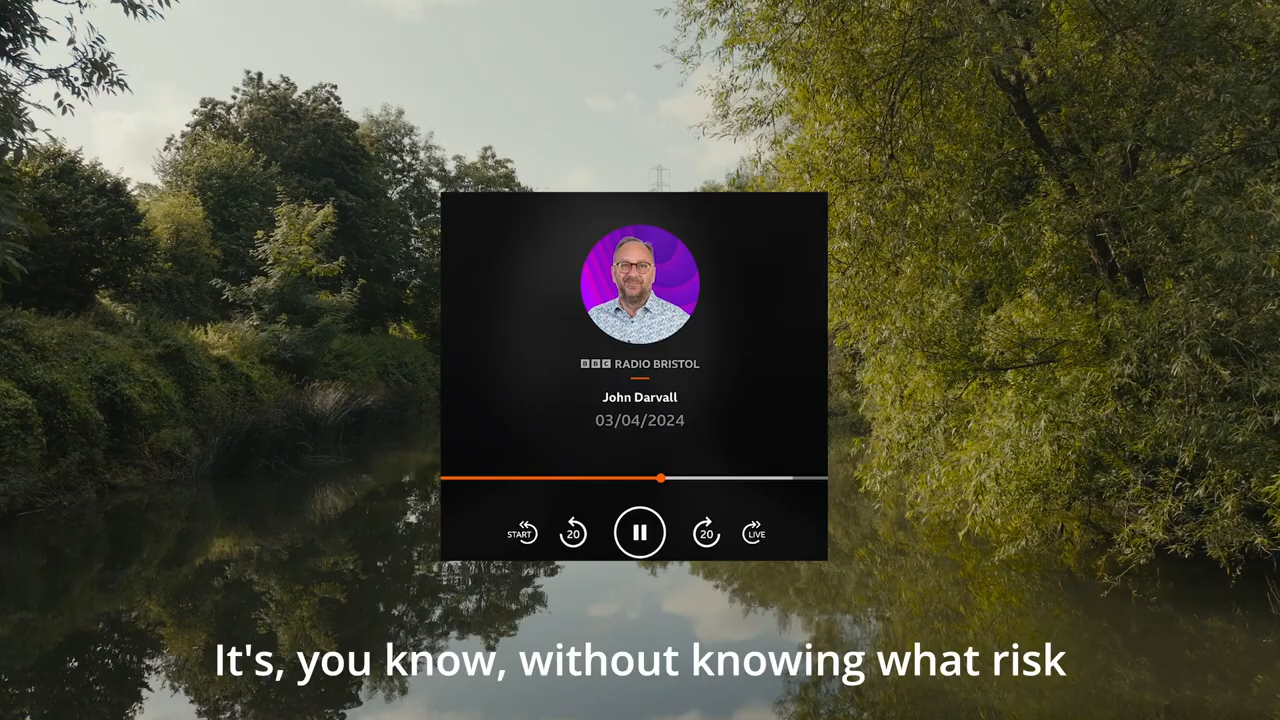 BBC RADIO BRISTOL
John Darvall
03/04/2024
START
20
20
LIVE
It's, you know, without knowing what risk